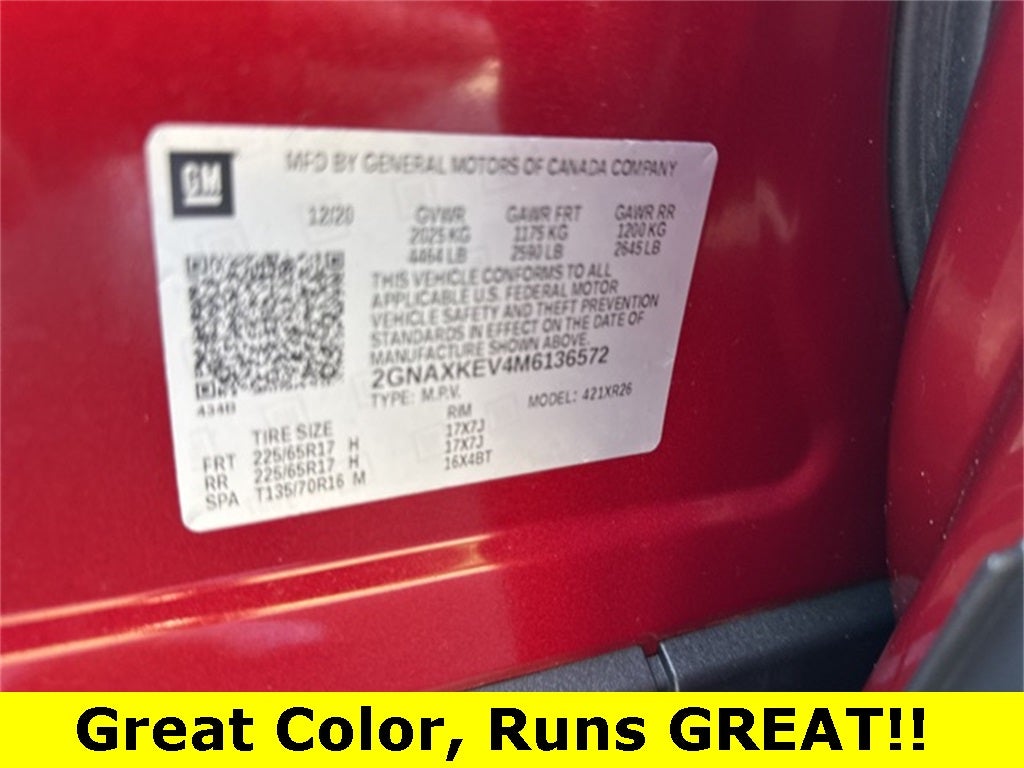 GM
MFD BY GENERAL MOTORS OF CANADA COMPANY
12/20 GVWR GAWR FRT GAWR RR
2025 KG 1175 KG 1200 KG
4464 LB 2590 LB 2645 LB
THIS VEHICLE CONFORMS TO ALL
APPLICABLE U.S. FEDERAL MOTOR
VEHICLE SAFETY AND THEFT PREVENTION
STANDARDS IN EFFECT ON THE DATE OF
MANUFACTURE SHOWN ABOVE.
2GNAXKEV4M6136572
TYPE: M.P.V. MODEL: 421XR26
TIRE SIZE RIM
FRT 225/65R17 H 17X7J
RR 225/65R17 H 17X7J
SPA T135/70R16 M 16X4BT
Great Color, Runs GREAT!!